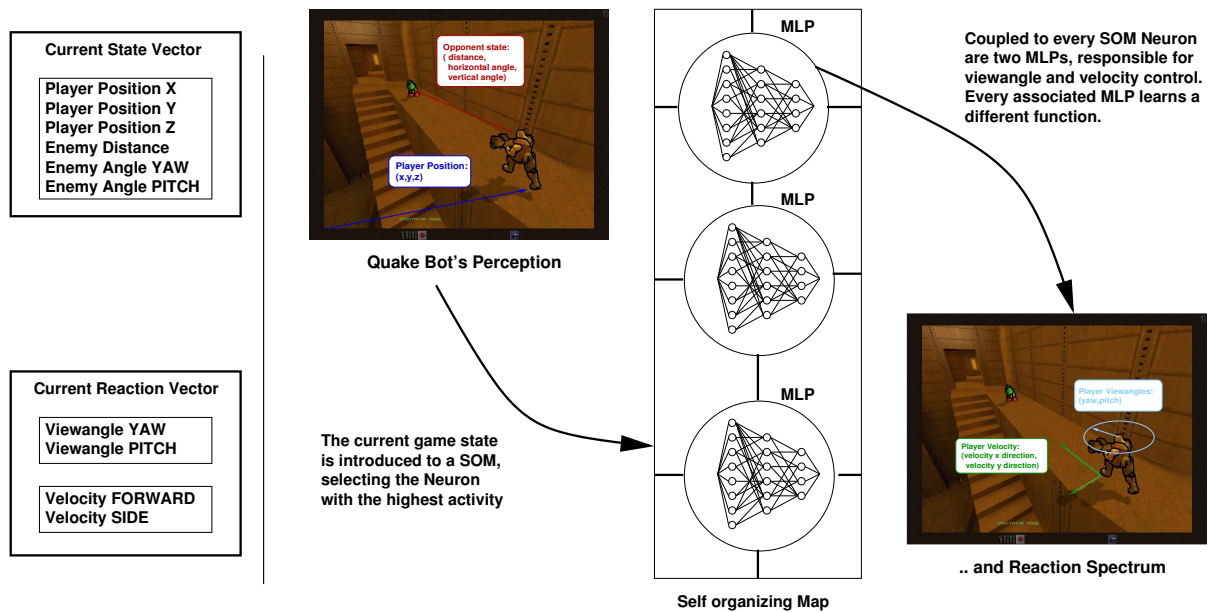 Current State Vector
Player Position X
Player Position Y
Player Position Z
Enemy Distance
Enemy Angle YAW
Enemy Angle PITCH
Current Reaction Vector
Viewangle YAW
Viewangle PITCH
Velocity FORWARD
Velocity SIDE
Opponent state:
( distance,
horizontal angle,
vertical angle)
Player Position:
(x,y,z)
SPECTATOR MODE
Quake Bot's Perception
The current game state
is introduced to a SOM,
selecting the Neuron
with the highest activity
MLP
MLP
MLP
Self organizing Map
Coupled to every SOM Neuron
are two MLPs, responsible for
viewangle and velocity control.
Every associated MLP learns a
different function.
Player Viewangles:
(yaw,pitch)
Player Velocity:
(velocity x direction,
velocity y direction)
SPECTATOR MODE
.. and Reaction Spectrum